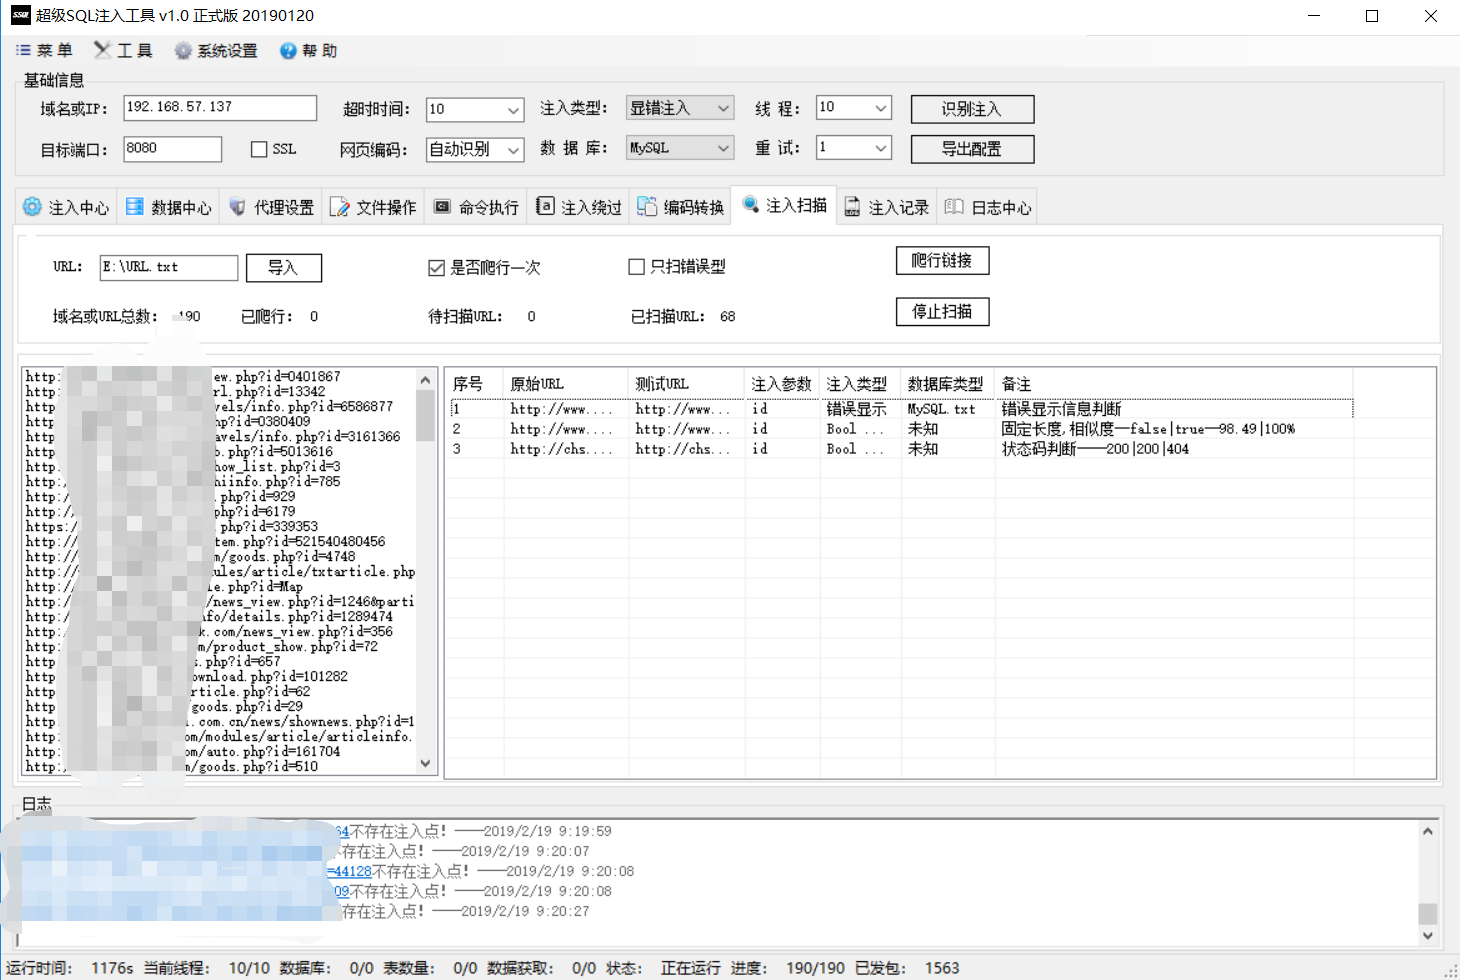 SSQL 超级SQL注入工具 v1.0 正式版 20190120
菜 单 工 具 系统设置 帮 助
基础信息
域名或IP: 192.168.57.137 超时时间: 10 注入类型: 显错注入 线 程: 10 识别注入
目标端口: 8080 SSL 网页编码: 自动识别 数 据 库: MySQL 重 试: 1 导出配置
注入中心 数据中心 代理设置 文件操作 命令执行 注入绕过 编码转换 注入扫描 注入记录 日志中心
URL: E:\URL.txt 导入 是否爬行一次 只扫错误型 爬行链接
域名或URL总数: 190 已爬行: 0 待扫描URL: 0 已扫描URL: 68 停止扫描
序号 原始URL 测试URL 注入参数 注入类型 数据库类型 备注
1 http://www.... http://www... id 错误显示 MySQL.txt 错误显示信息判断
2 http://www.... http://www... id Bool ... 未知 固定长度,相似度—false|true—98.49|100%
3 http://chs.... http://chs... id Bool ... 未知 状态码判断——200|200|404
http: ew.php?id=0401867
http: rl.php?id=13342
http: vels/info.php?id=6586877
http: php?id=0380409
http: avels/info.php?id=3161366
http: .php?id=5013616
http: how_list.php?id=3
http: hiinfo.php?id=785
http:/ .php?id=929
http:// php?id=6179
https:/ .php?id=339353
http:// tem.php?id=521540480456
http:// m/goods.php?id=4748
http:// ules/article/txtarticle.php
http:// le.php?id=Map
http:/ /news_view.php?id=1246&parti
http:/ nfo/details.php?id=1289474
http: k.com/news_view.php?id=356
http: m/product_show.php?id=72
http: .php?id=657
http: ownload.php?id=101282
http: rticle.php?id=62
http: /goods.php?id=29
http: .com.cn/news/shownews.php?id=1
http: om/modules/article/articleinfo.
http: om/auto.php?id=161704
http: /goods.php?id=510
日志
64不存在注入点! ——2019/2/19 9:19:59
不存在注入点! ——2019/2/19 9:20:07
=44128不存在注入点! ——2019/2/19 9:20:08
09不存在注入点! ——2019/2/19 9:20:08
存在注入点! ——2019/2/19 9:20:27
运行时间: 1176s 当前线程: 10/10 数据库: 0/0 表数量: 0/0 数据获取: 0/0 状态: 正在运行 进度: 190/190 已发包: 1563